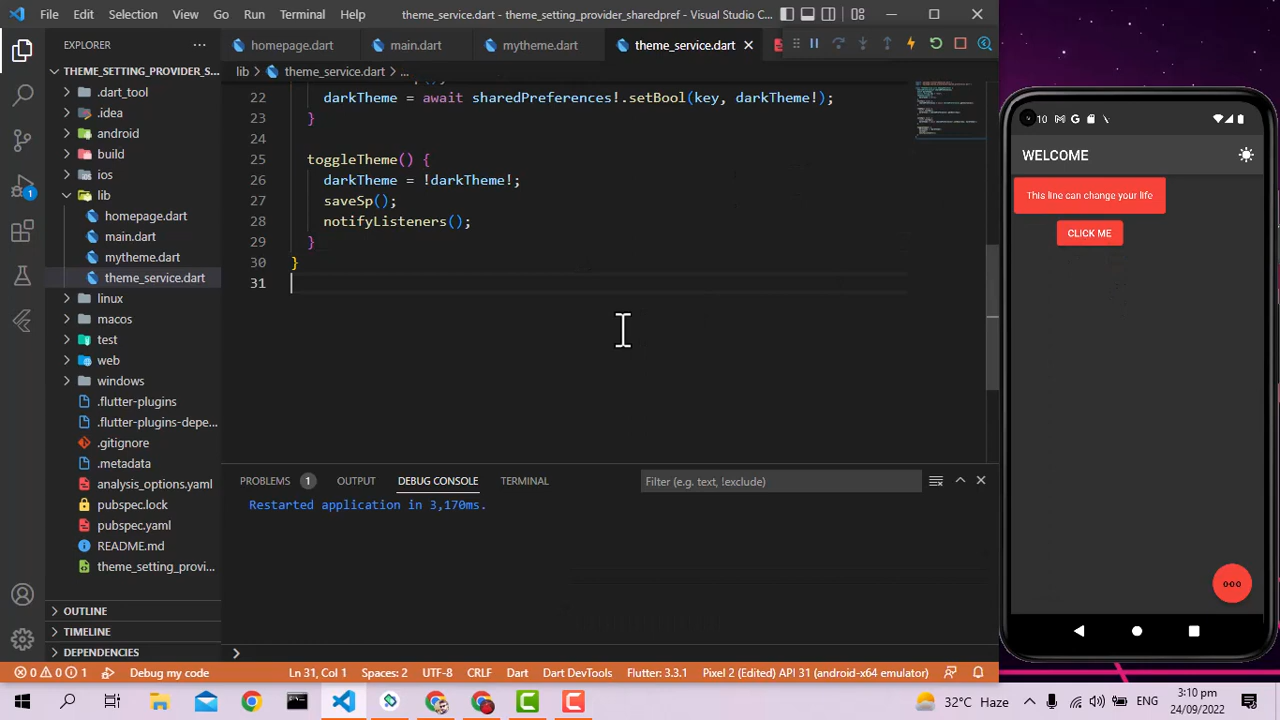 File Edit Selection View Go Run Terminal Help theme_service.dart - theme_setting_provider_sharedpref - Visual Studio C...
EXPLORER
homepage.dart main.dart mytheme.dart theme_service.dart
THEME_SETTING_PROVIDER_S...
lib > theme_service.dart > ...
.dart_tool
.idea
android
build
ios
lib
homepage.dart
main.dart
mytheme.dart
theme_service.dart
linux
macos
test
web
windows
.flutter-plugins
.flutter-plugins-depe...
.gitignore
.metadata
analysis_options.yaml
pubspec.lock
pubspec.yaml
README.md
theme_setting_provi...
OUTLINE
TIMELINE
DEPENDENCIES
1
22 darkTheme = await sharedPreferences!.setBool(key, darkTheme!);
23 }
24
25 toggleTheme() {
26 darkTheme = !darkTheme!;
27 saveSp();
28 notifyListeners();
29 }
30 }
31
PROBLEMS 1 OUTPUT DEBUG CONSOLE TERMINAL Filter (e.g. text, !exclude)
Restarted application in 3,170ms.
0 0 1 Debug my code Ln 31, Col 1 Spaces: 2 UTF-8 CRLF Dart Dart DevTools Flutter: 3.3.1 Pixel 2 (Edited) API 31 (android-x64 emulator)
10
WELCOME
This line can change your life
CLICK ME
32°C Haze ENG
3:10 pm
24/09/2022